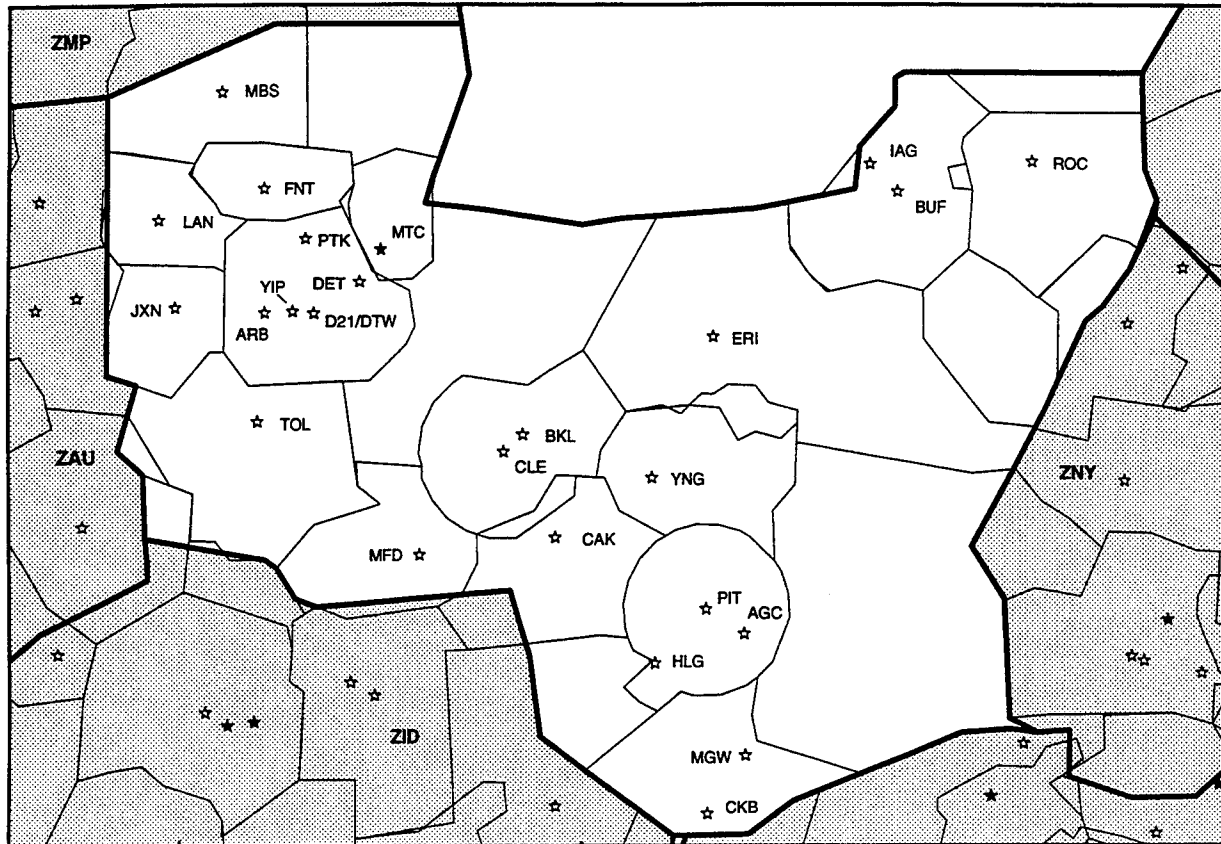 ZMP
MBS
IAG
ROC
FNT
BUF
LAN
MTC
PTK
DET
YIP
JXN
ARB
D21/DTW
ERI
TOL
BKL
ZAU
CLE
YNG
ZNY
CAK
MFD
PIT
AGC
HLG
ZID
MGW
CKB